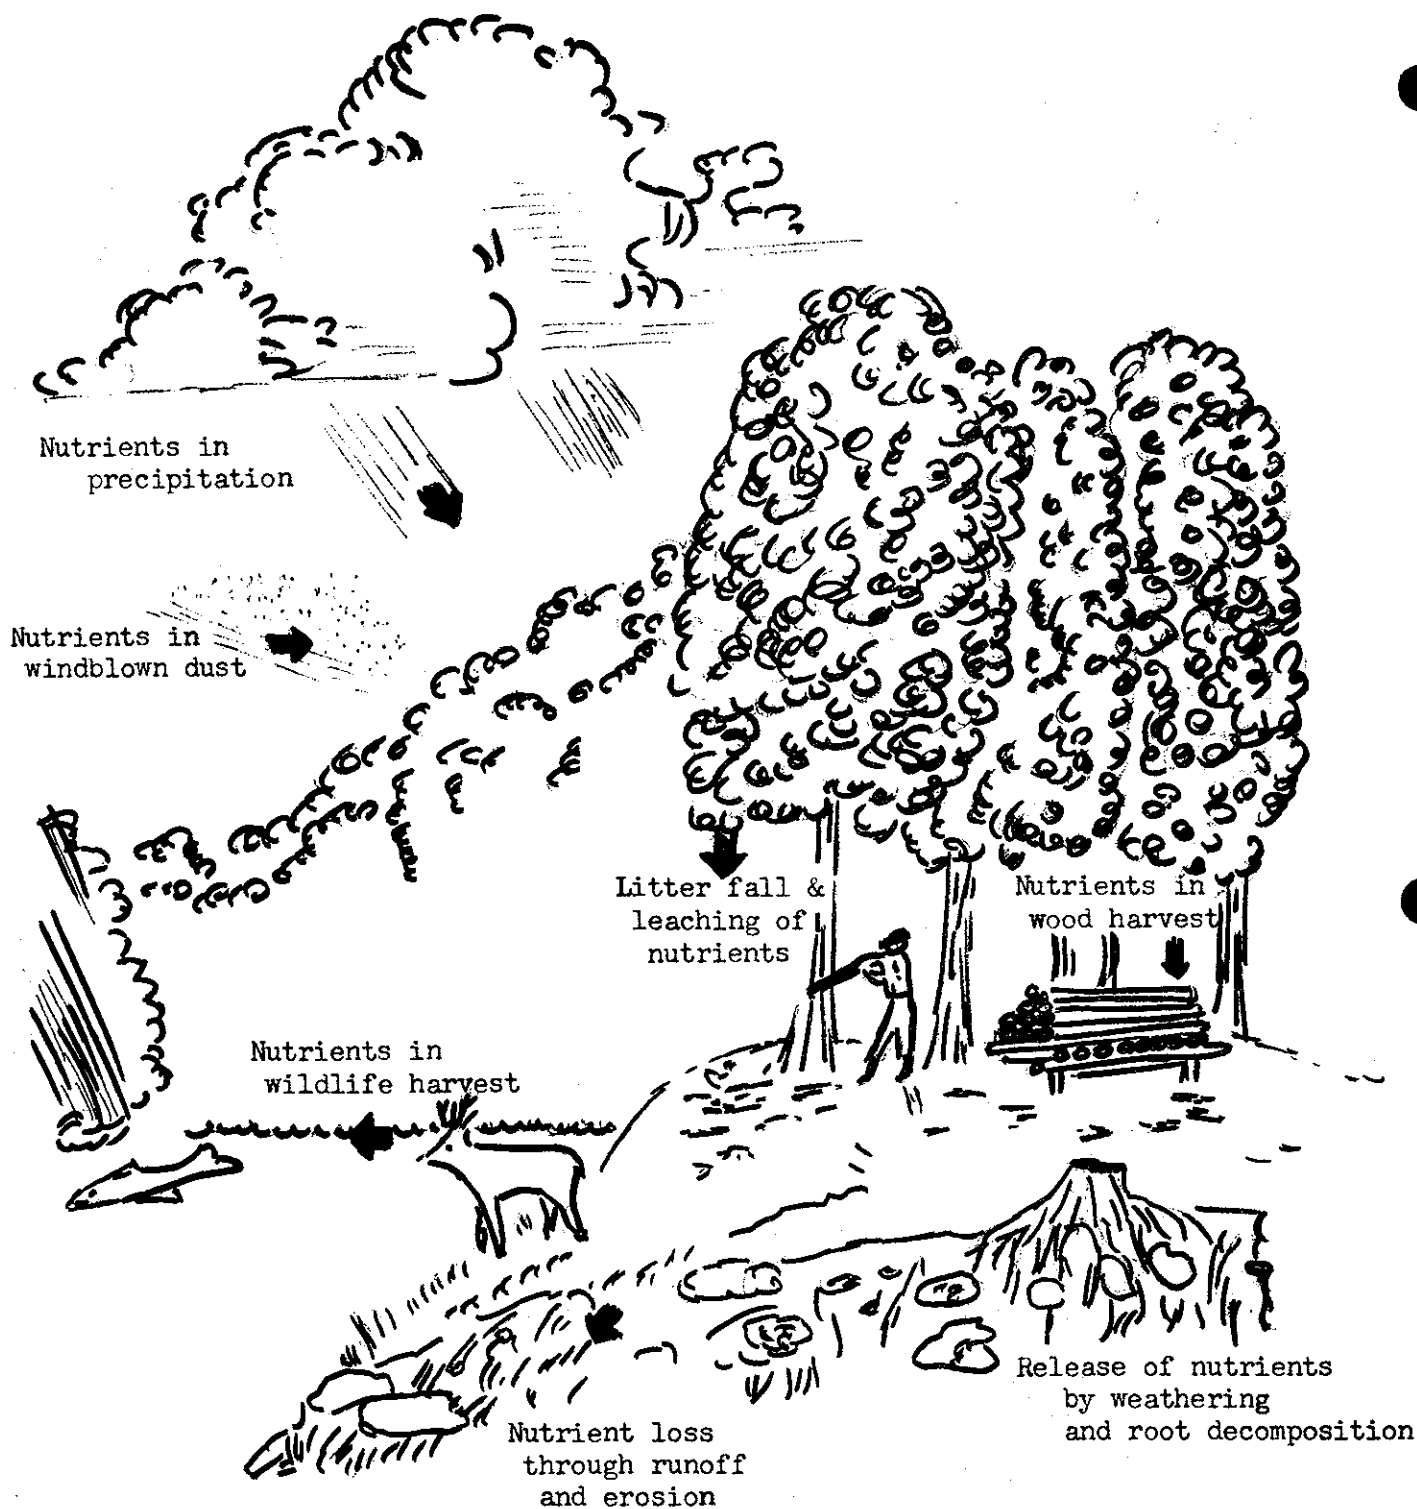 Nutrients in
precipitation
Nutrients in
windblown dust
Litter fall &
leaching of
nutrients
Nutrients in
wood harvest
Nutrients in
wildlife harvest
Release of nutrients
by weathering
and root decomposition
Nutrient loss
through runoff
and erosion